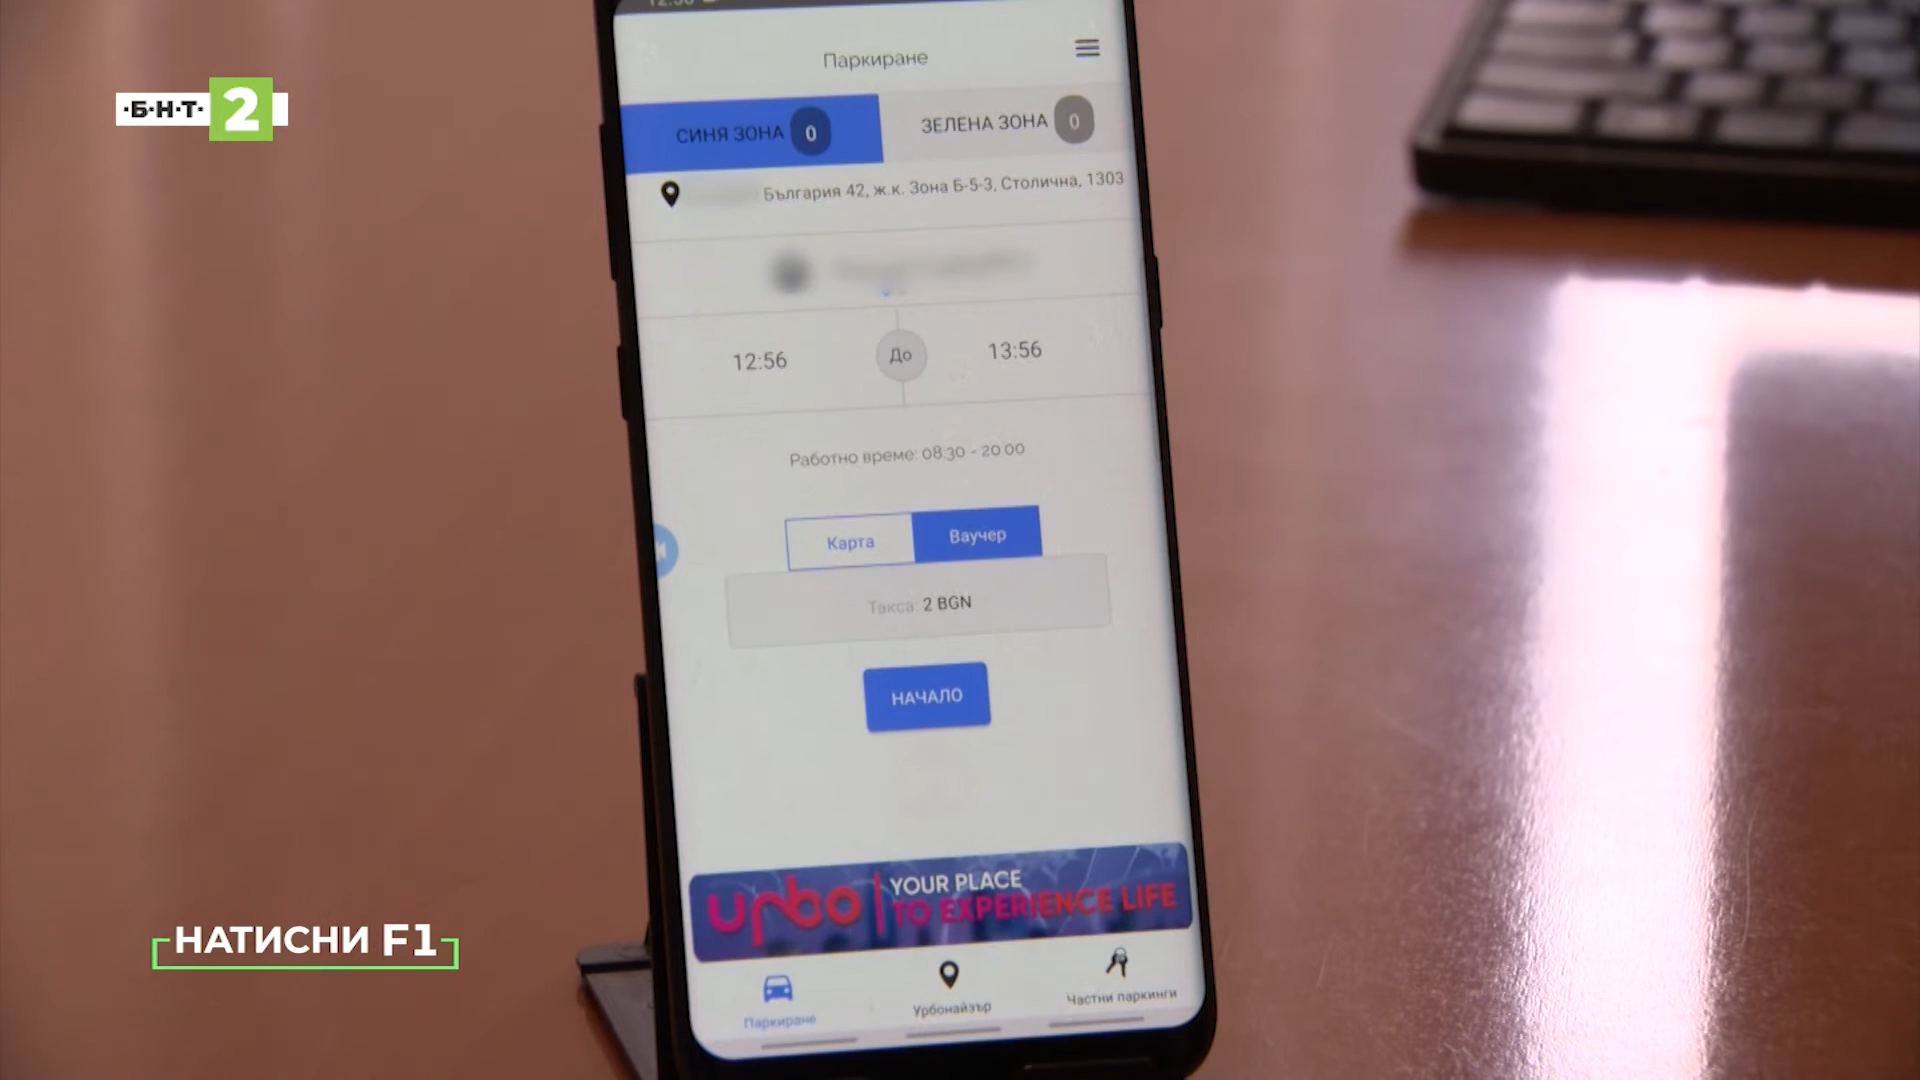 Паркиране
·Б·Н·Т· 2
СИНЯ ЗОНА 0
ЗЕЛЕНА ЗОНА 0
България 42, ж.к. Зона Б-5-3, Столична, 1303
12:56
До
13:56
Работно време: 08:30 - 20:00
Карта
Ваучер
Такса: 2 BGN
НАЧАЛО
urbo
YOUR PLACE
TO EXPERIENCE LIFE
НАТИСНИ F1
Паркиране
Урбонайзър
Частни паркинги